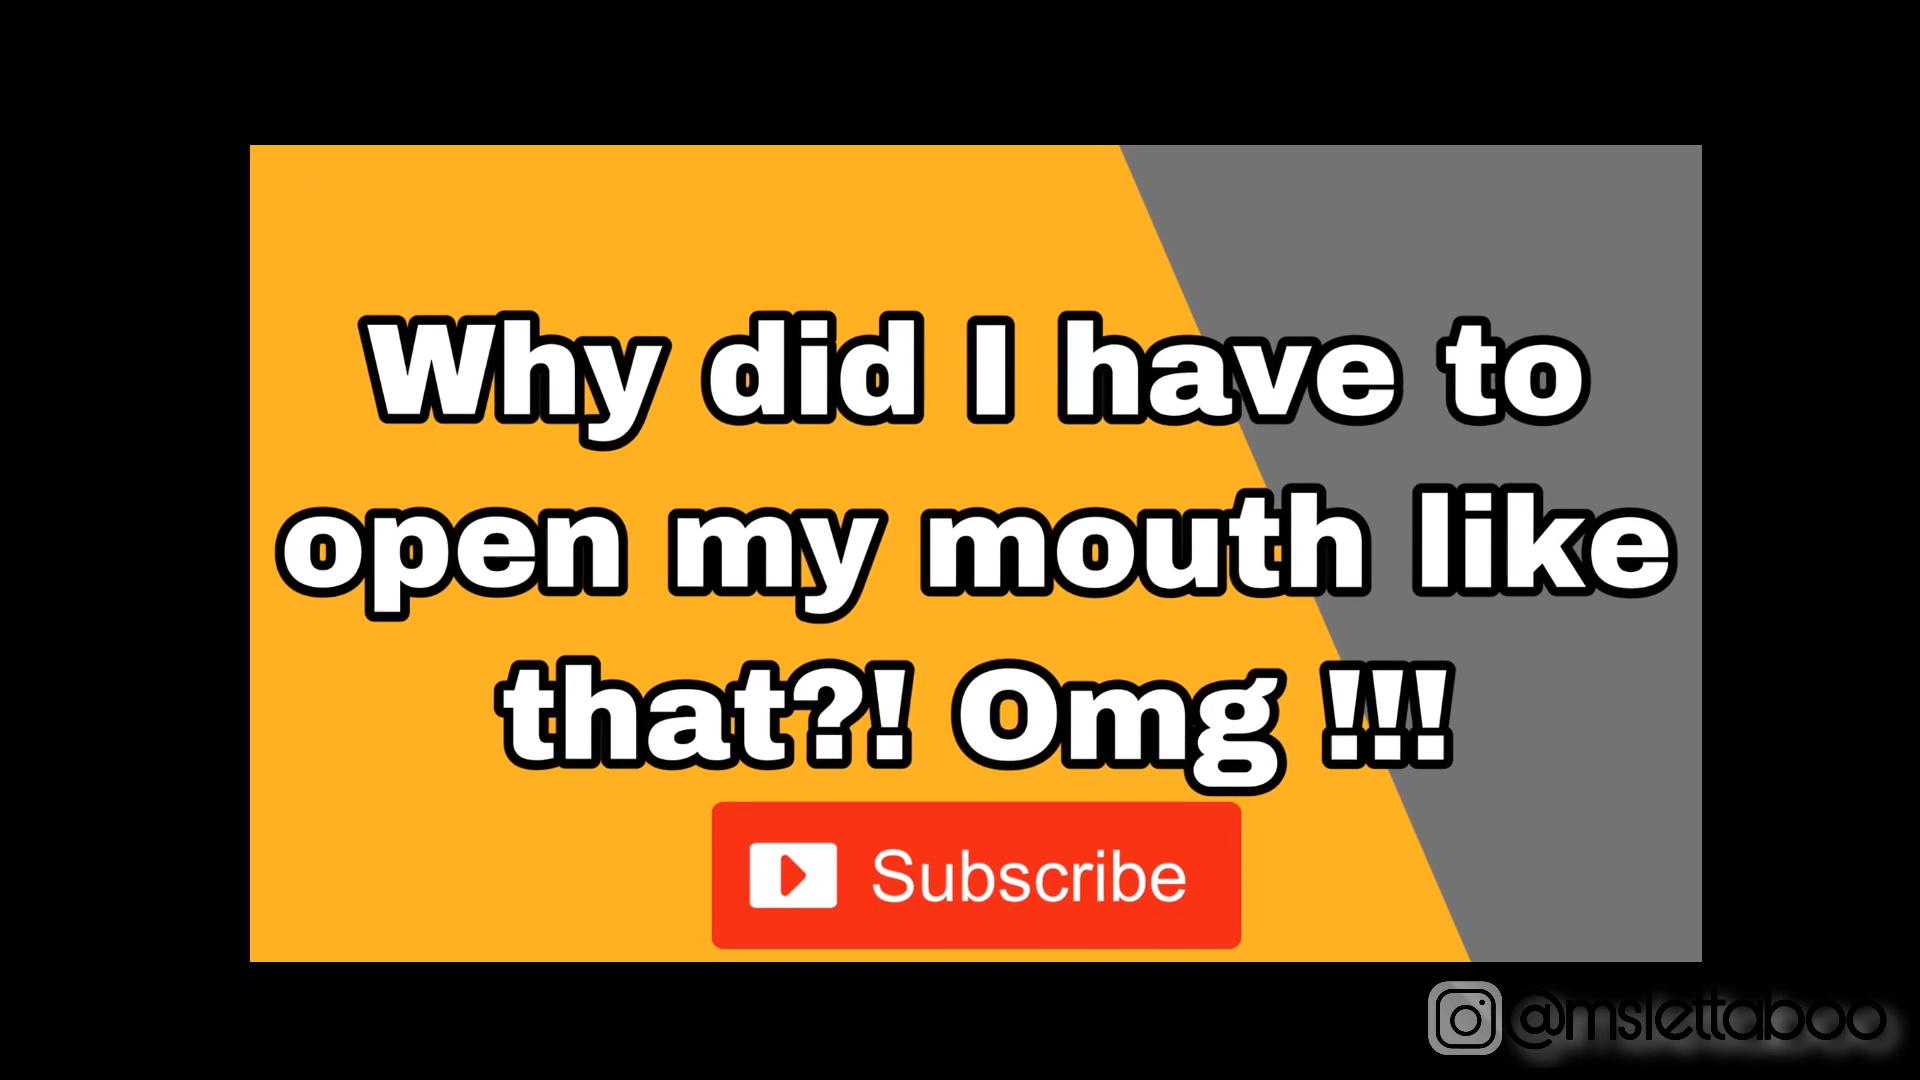 Why did I have to
open my mouth like
that?! Omg !!!
Subscribe
@mslettaboo